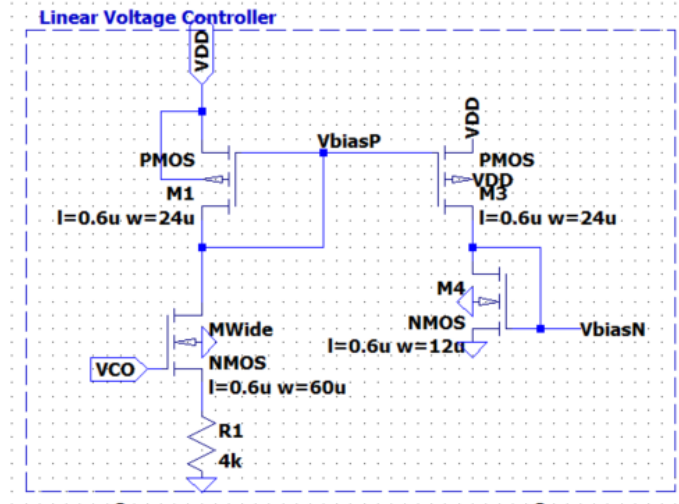 Linear Voltage Controller
VDD
VDD
VbiasP
PMOS
M1
l=0.6u w=24u
PMOS
VDD
M3
l=0.6u w=24u
M4
NMOS
l=0.6u w=12u
VbiasN
MWide
NMOS
l=0.6u w=60u
VCO
R1
4k